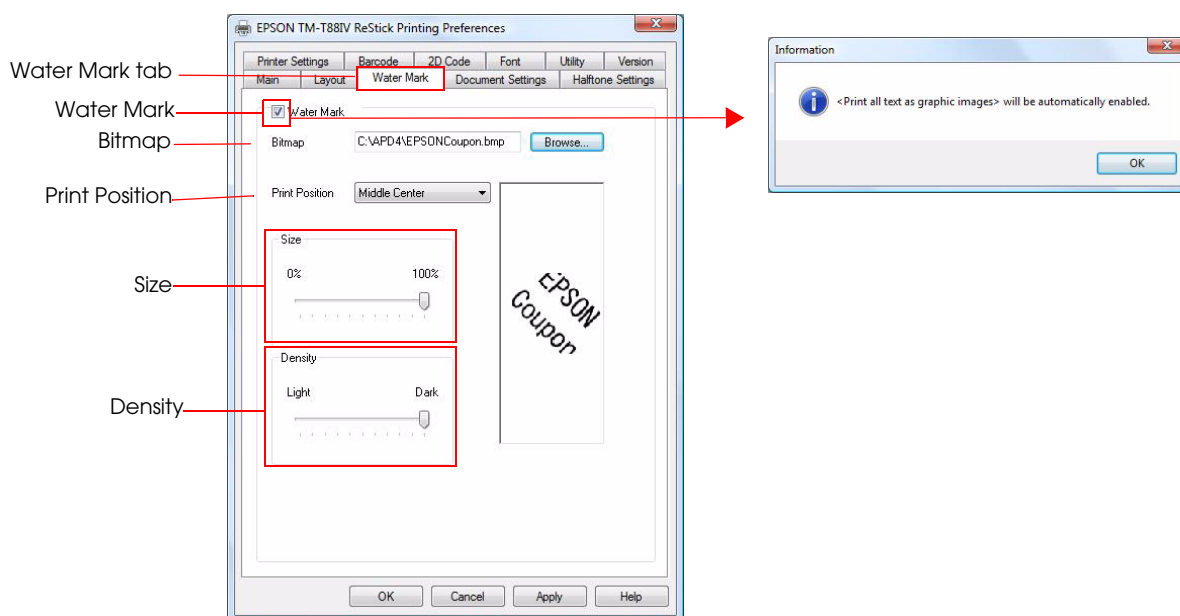 EPSON TM-T88IV ReStick Printing Preferences
Printer Settings Barcode 2D Code Font Utility Version
Main Layout Water Mark Document Settings Halftone Settings
Water Mark tab
Water Mark
Water Mark
Bitmap
Bitmap C:\APD4\EPSONCoupon.bmp Browse...
Print Position
Print Position Middle Center
Size
Size
0% 100%
EPSON
Coupon
Density
Density
Light Dark
OK Cancel Apply Help
Information
<Print all text as graphic images> will be automatically enabled.
OK